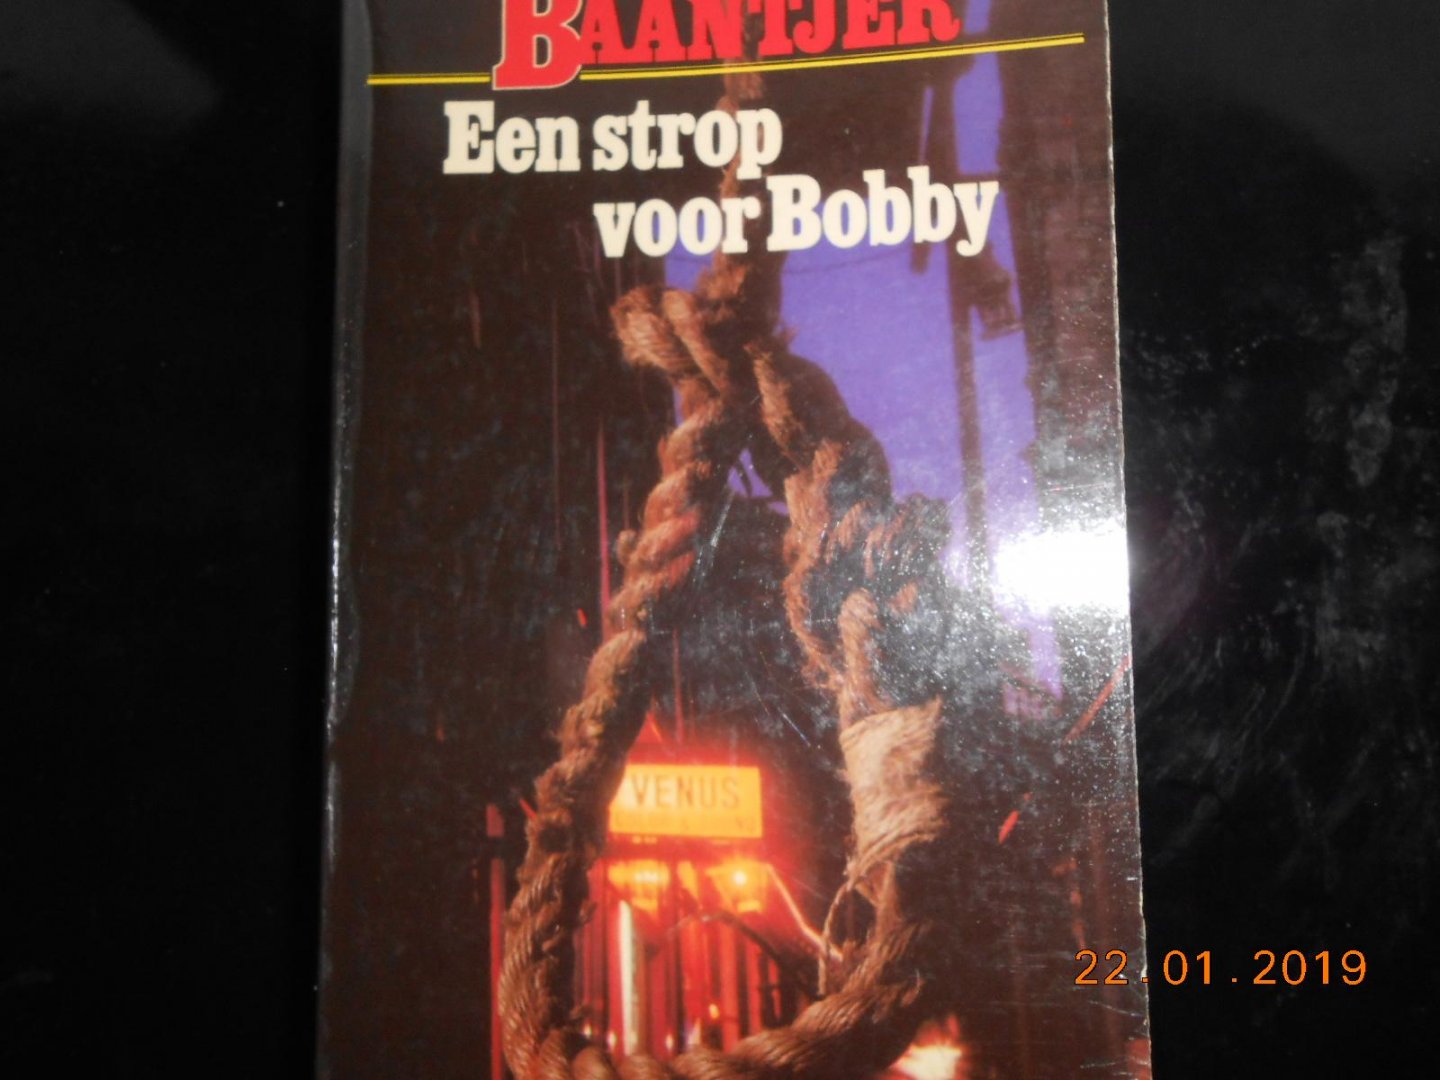 BAANTJER
Een strop
voor Bobby
VENUS
22.01.2019